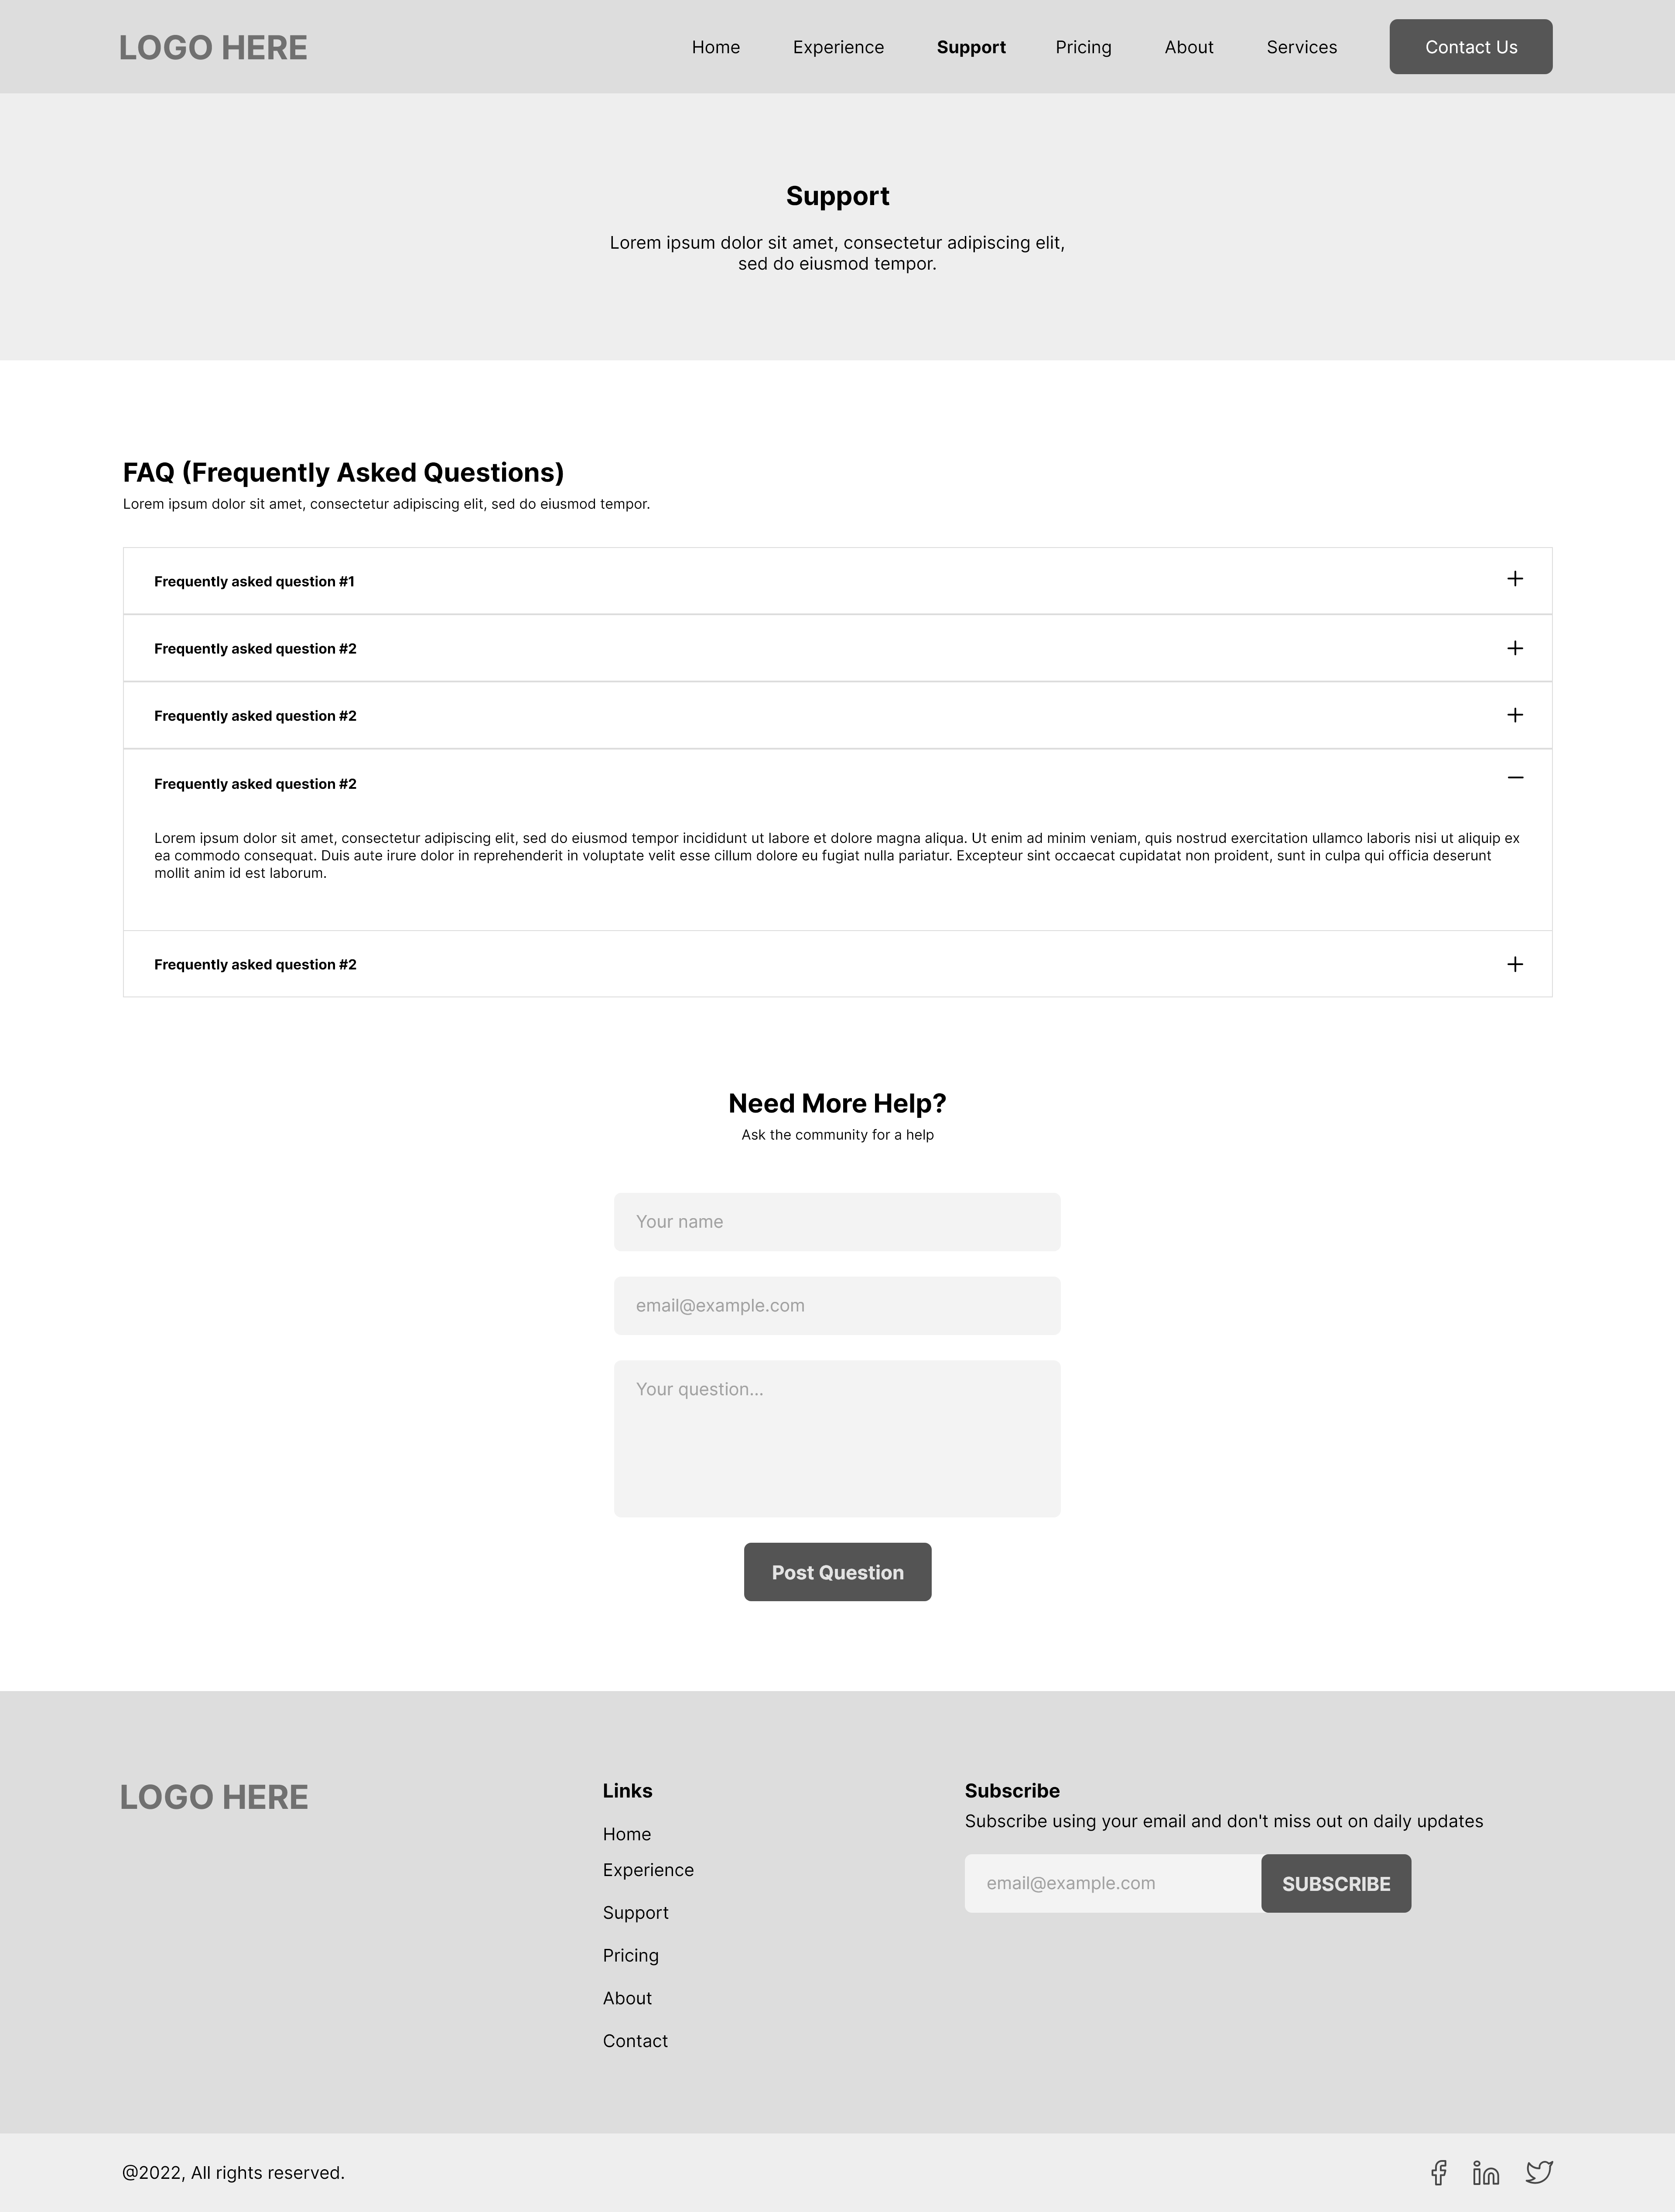 LOGO HERE
Home Experience Support Pricing About Services Contact Us
Support
Lorem ipsum dolor sit amet, consectetur adipiscing elit,
sed do eiusmod tempor.
FAQ (Frequently Asked Questions)
Lorem ipsum dolor sit amet, consectetur adipiscing elit, sed do eiusmod tempor.
Frequently asked question #1
Frequently asked question #2
Frequently asked question #2
Frequently asked question #2
Lorem ipsum dolor sit amet, consectetur adipiscing elit, sed do eiusmod tempor incididunt ut labore et dolore magna aliqua. Ut enim ad minim veniam, quis nostrud exercitation ullamco laboris nisi ut aliquip ex
ea commodo consequat. Duis aute irure dolor in reprehenderit in voluptate velit esse cillum dolore eu fugiat nulla pariatur. Excepteur sint occaecat cupidatat non proident, sunt in culpa qui officia deserunt
mollit anim id est laborum.
Frequently asked question #2
Need More Help?
Ask the community for a help
Your name
email@example.com
Your question...
Post Question
LOGO HERE
Links
Home
Experience
Support
Pricing
About
Contact
Subscribe
Subscribe using your email and don't miss out on daily updates
email@example.com
SUBSCRIBE
@2022, All rights reserved.